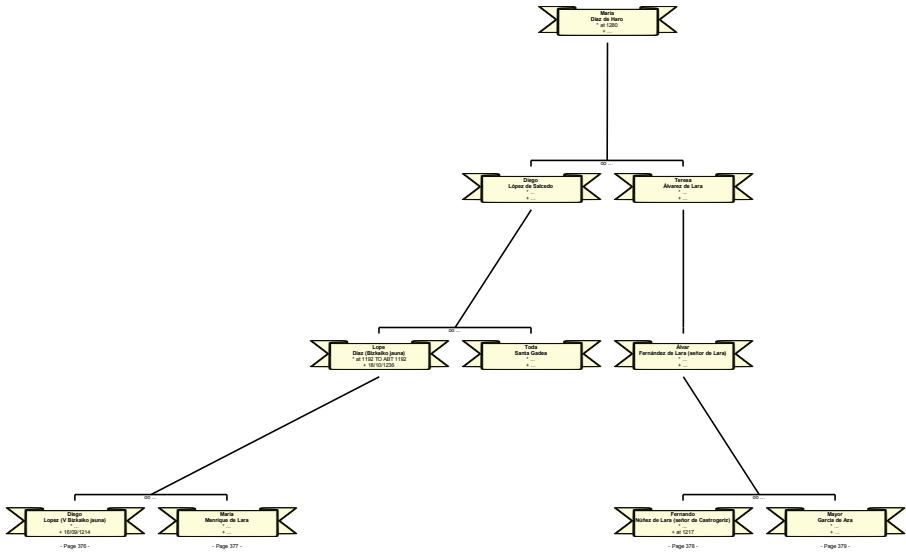 María
Díaz de Haro
* at 1280
+ ...
oo ...
Diego
López de Salcedo
* ...
+ ...
Teresa
Álvarez de Lara
* ...
+ ...
oo ...
Lope
Díaz (Bizkaiko jauna)
* at 1192 TO ABT 1192
+ 18/10/1236
Toda
Santa Gadea
* ...
+ ...
Álvar
Fernández de Lara (señor de Lara)
* ...
+ ...
oo ...
oo ...
Diego
Lopez (V Bizkaiko jauna)
* ...
+ 16/09/1214
María
Manrique de Lara
* ...
+ ...
Fernando
Núñez de Lara (señor de Castrogeriz)
* ...
+ at 1217
Mayor
García de Aza
* ...
+ ...
- Page 376 -
- Page 377 -
- Page 378 -
- Page 379 -